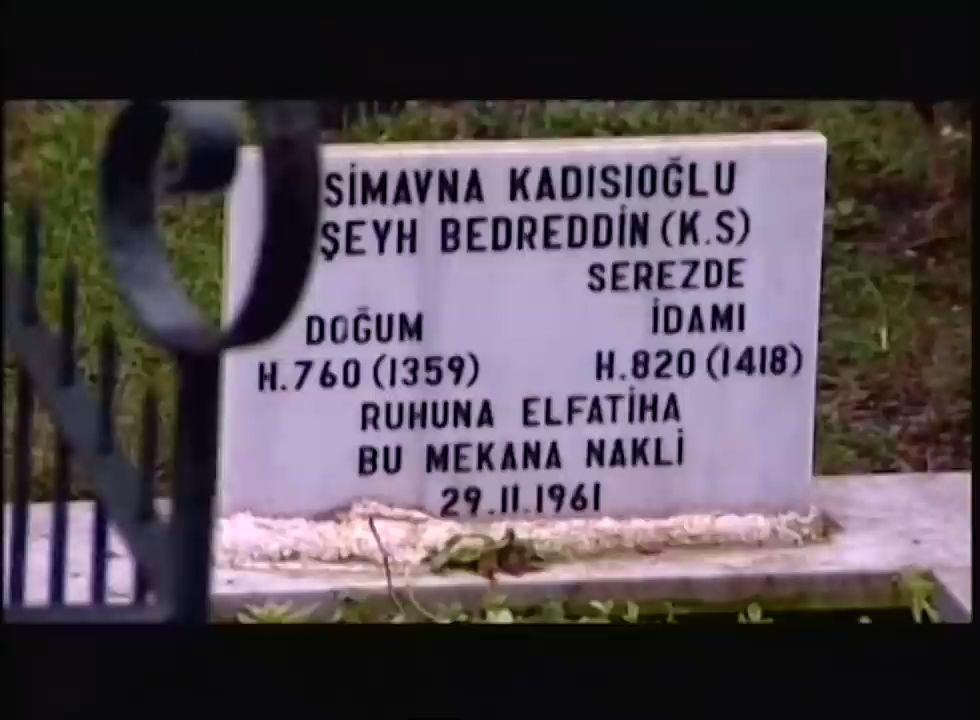 SİMAVNA KADISIOĞLU
ŞEYH BEDREDDİN (K.S)
SEREZDE
DOĞUM İDAMI
H.760 (1359) H.820 (1418)
RUHUNA ELFATİHA
BU MEKANA NAKLİ
29.11.1961